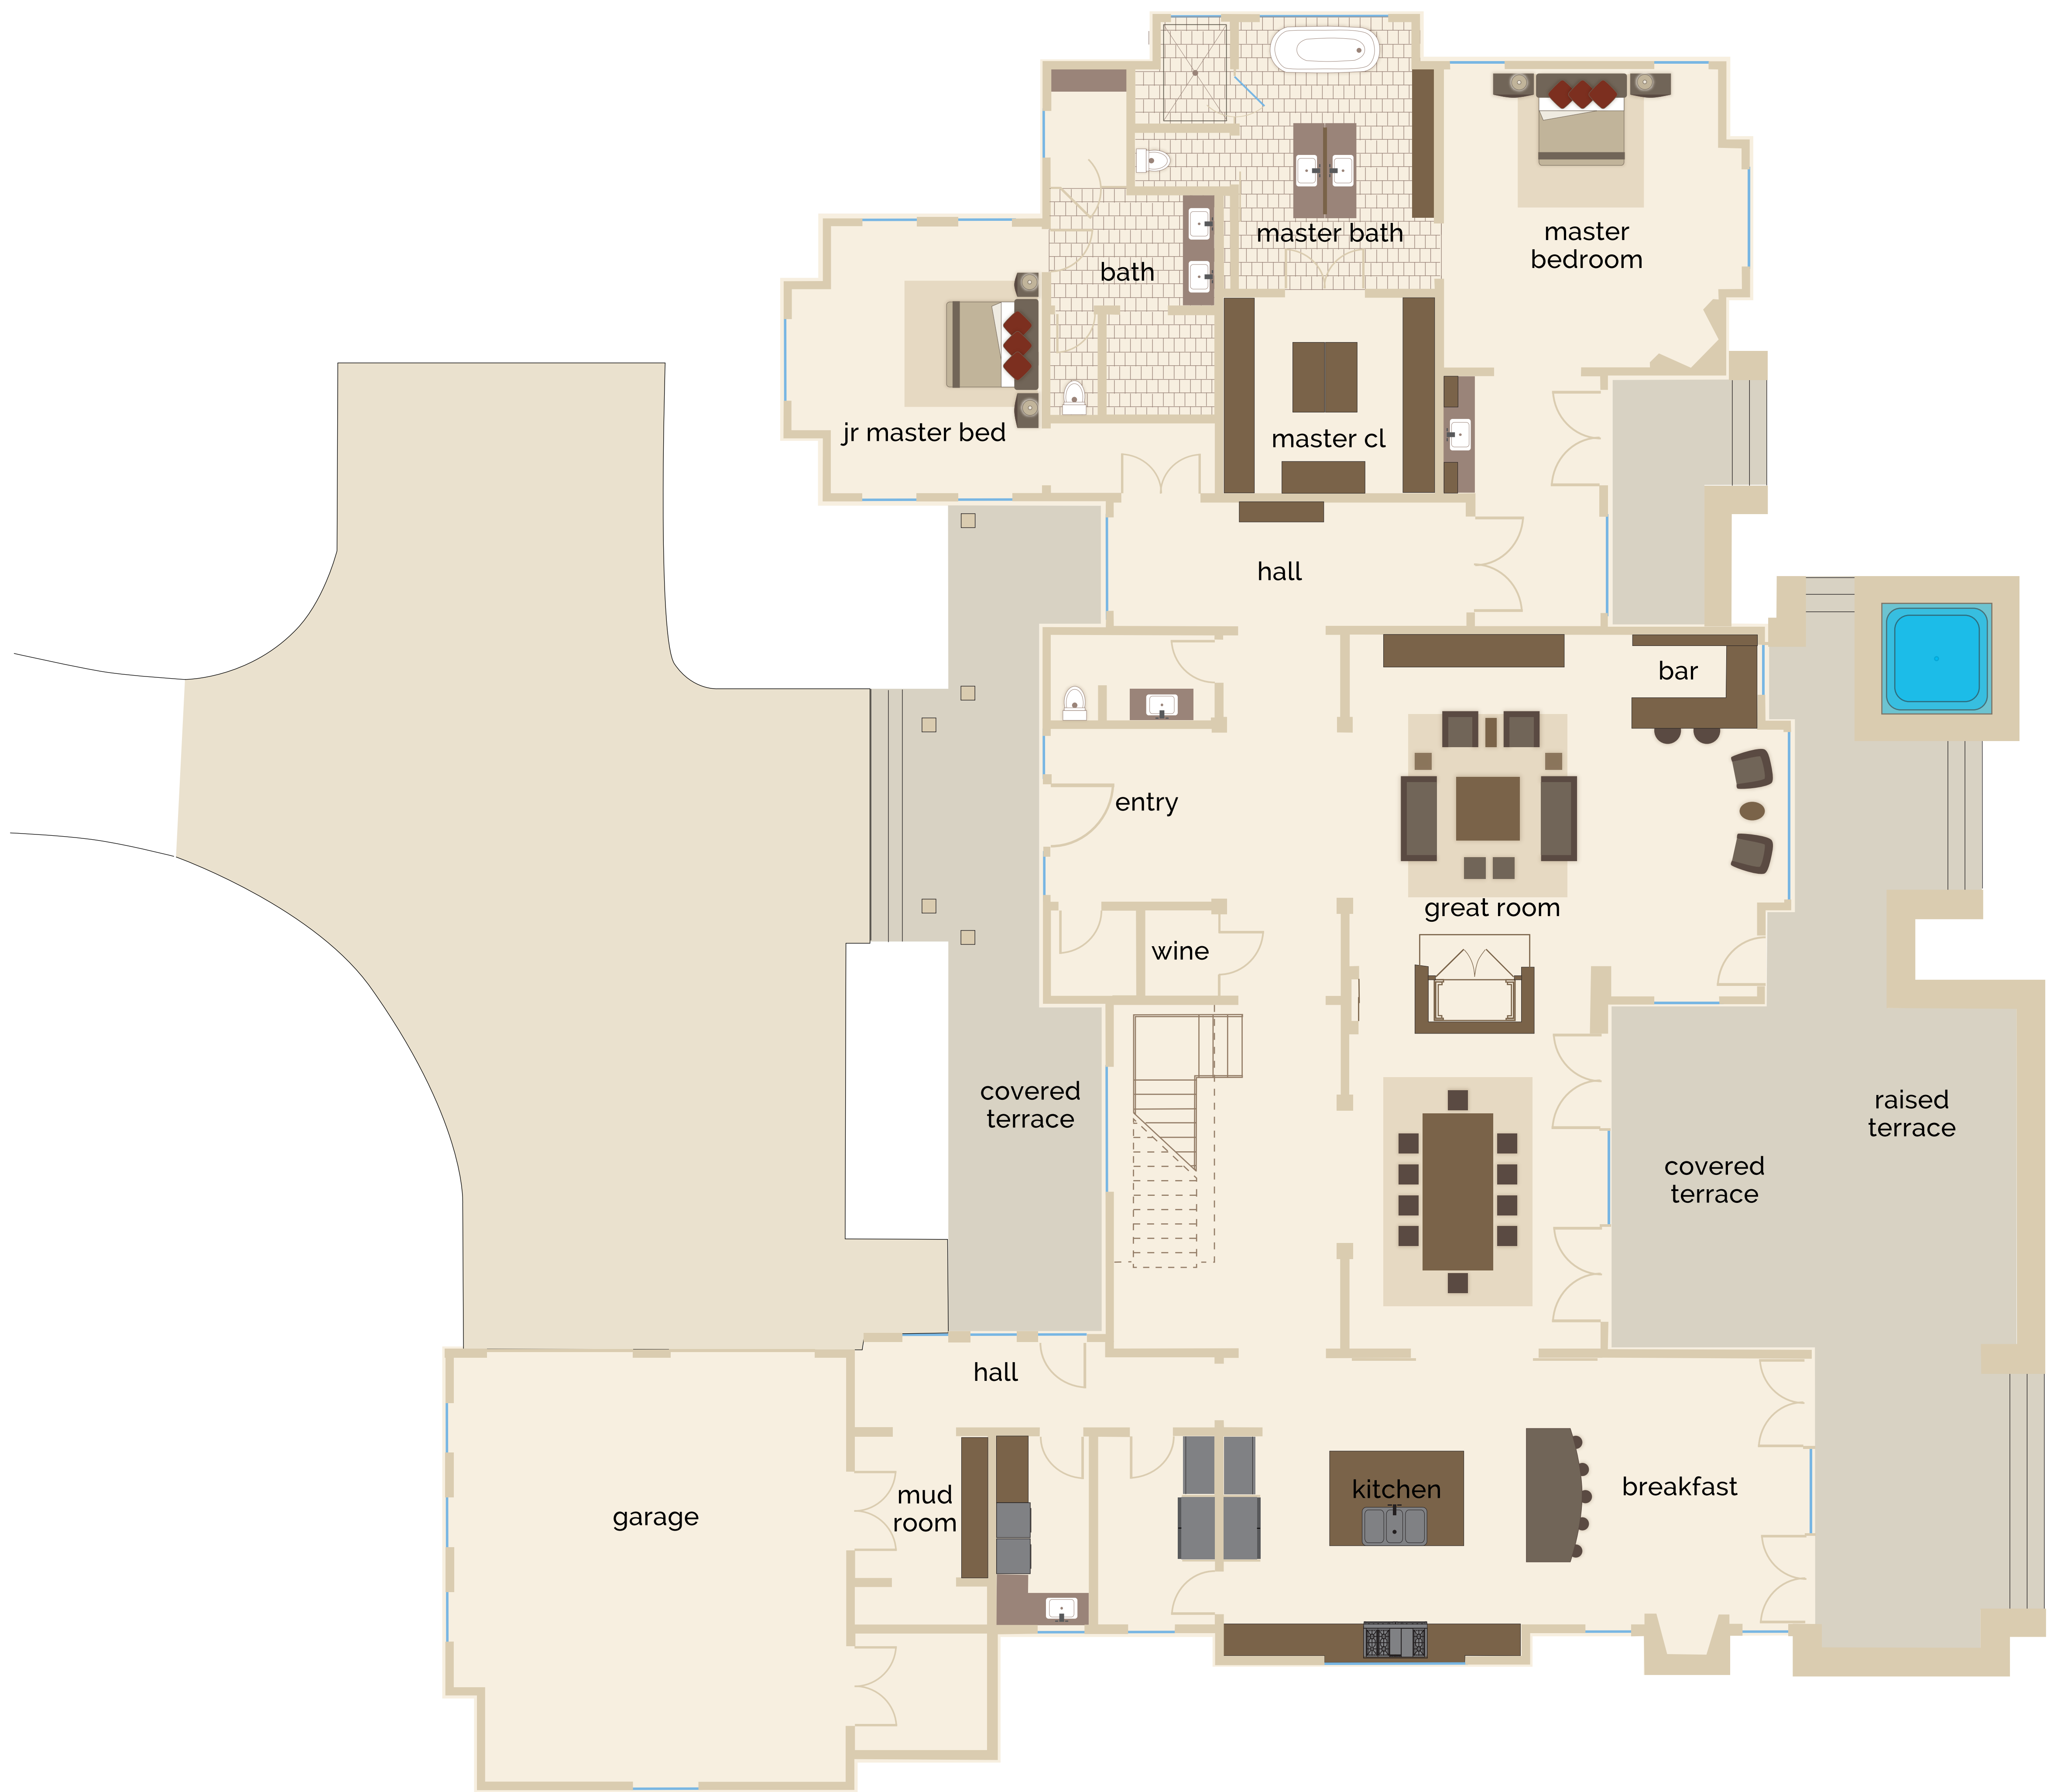 master bath
master
bedroom
bath
jr master bed
master cl
hall
bar
entry
great room
wine
covered
terrace
raised
terrace
covered
terrace
hall
kitchen
breakfast
mud
room
garage